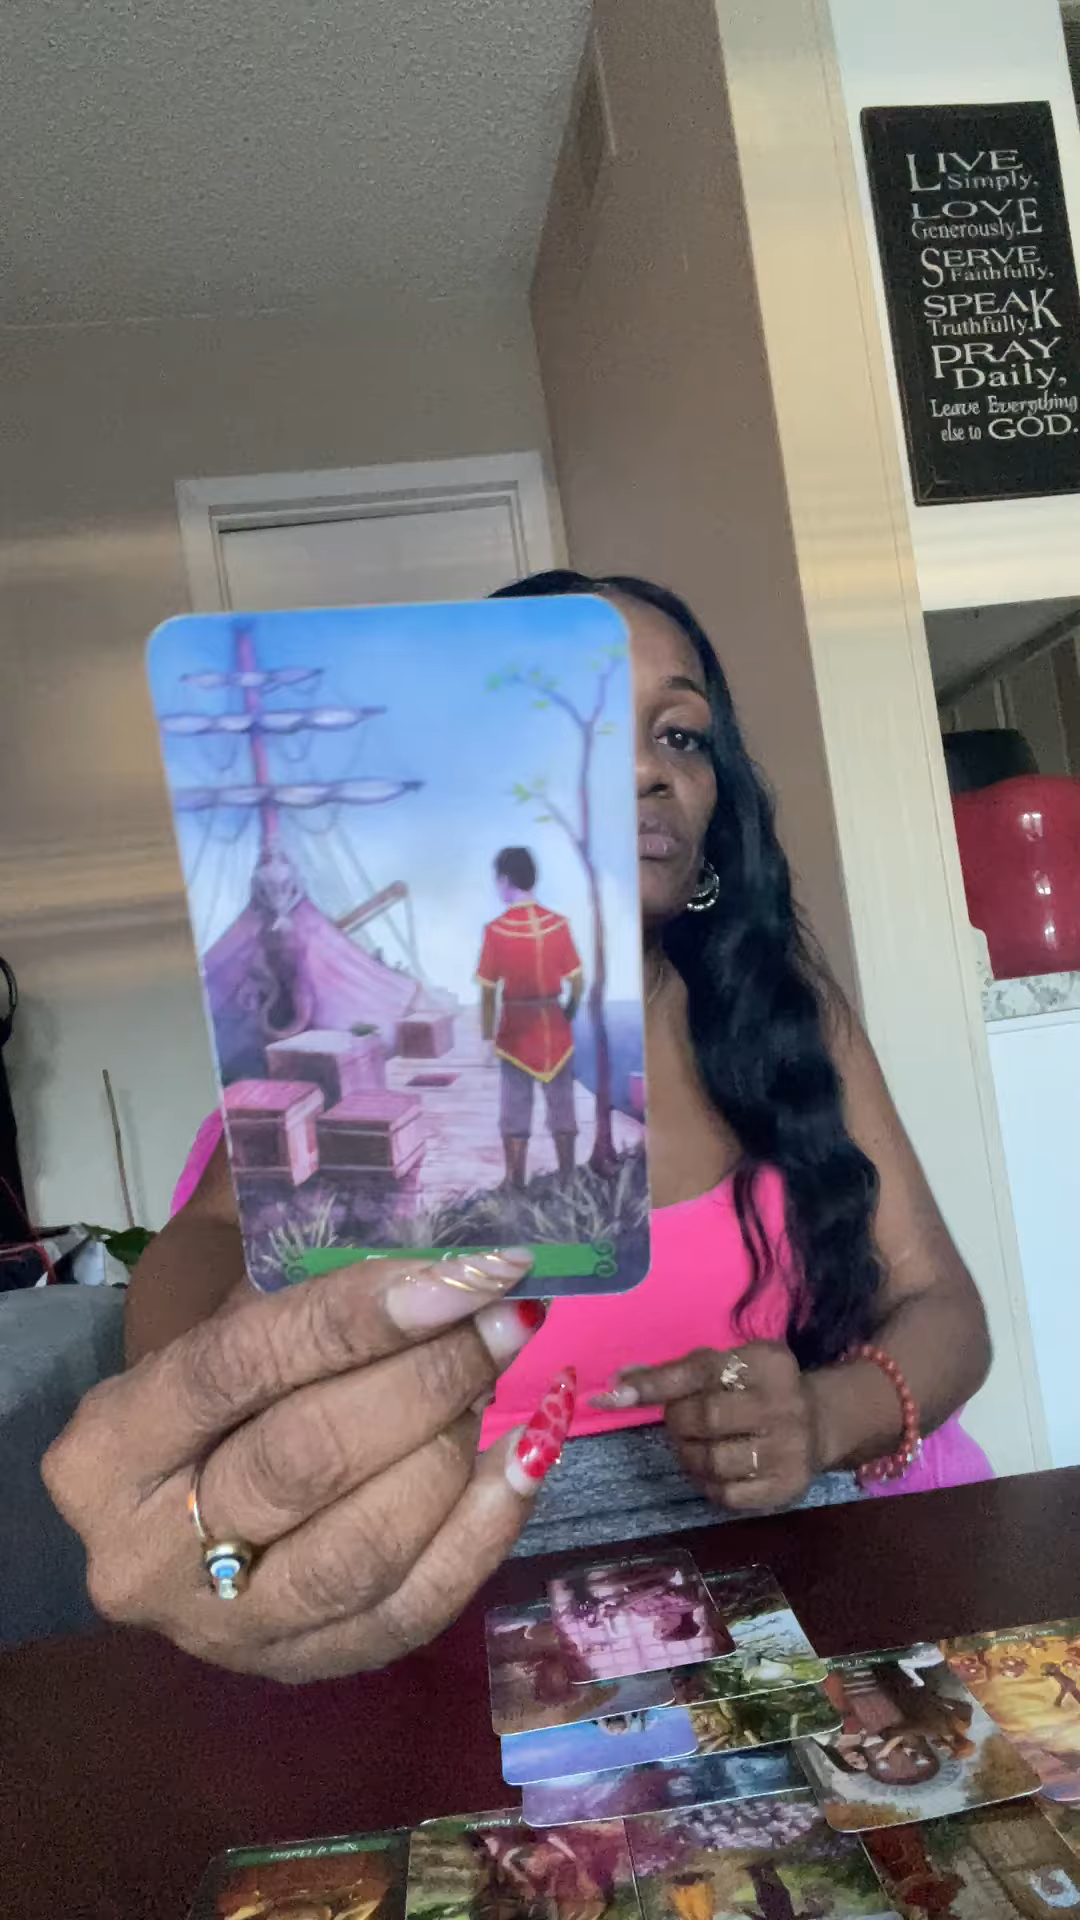 LIVE
Simply,
LOVE
Generously,
SERVE
Faithfully,
SPEAK
Truthfully,
PRAY
Daily,
Leave Everything
else to GOD.